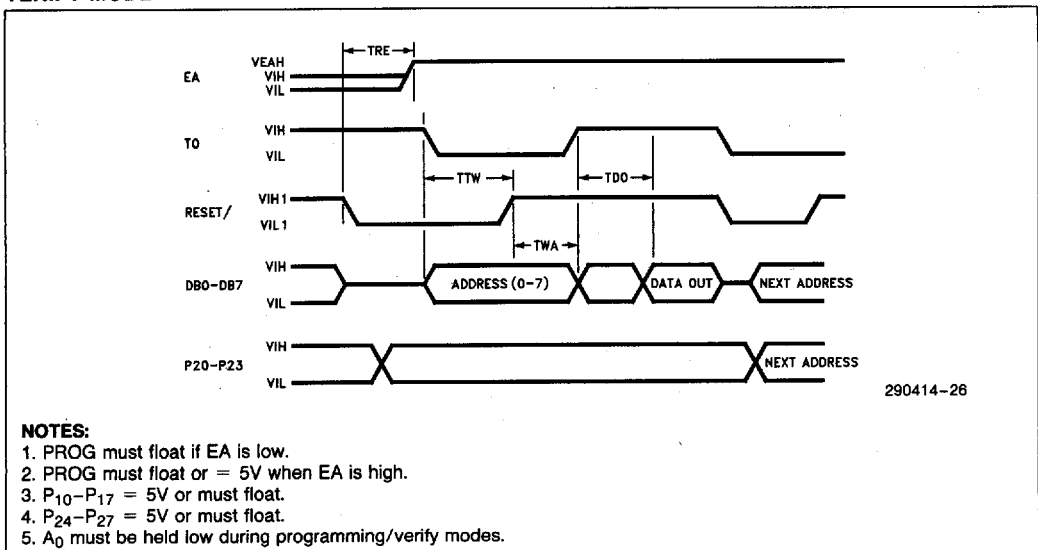 TRE
VEAH
EA
VIH
VIL
VIH
TO
VIL
TTW
TDO
VIH1
RESET/
VIL1
TWA
VIH
DB0-DB7
ADDRESS (0-7)
DATA OUT
NEXT ADDRESS
VIL
VIH
P20-P23
NEXT ADDRESS
VIL
290414-26
NOTES:
1. PROG must float if EA is low.
2. PROG must float or = 5V when EA is high.
3. P10–P17 = 5V or must float.
4. P24–P27 = 5V or must float.
5. A0 must be held low during programming/verify modes.